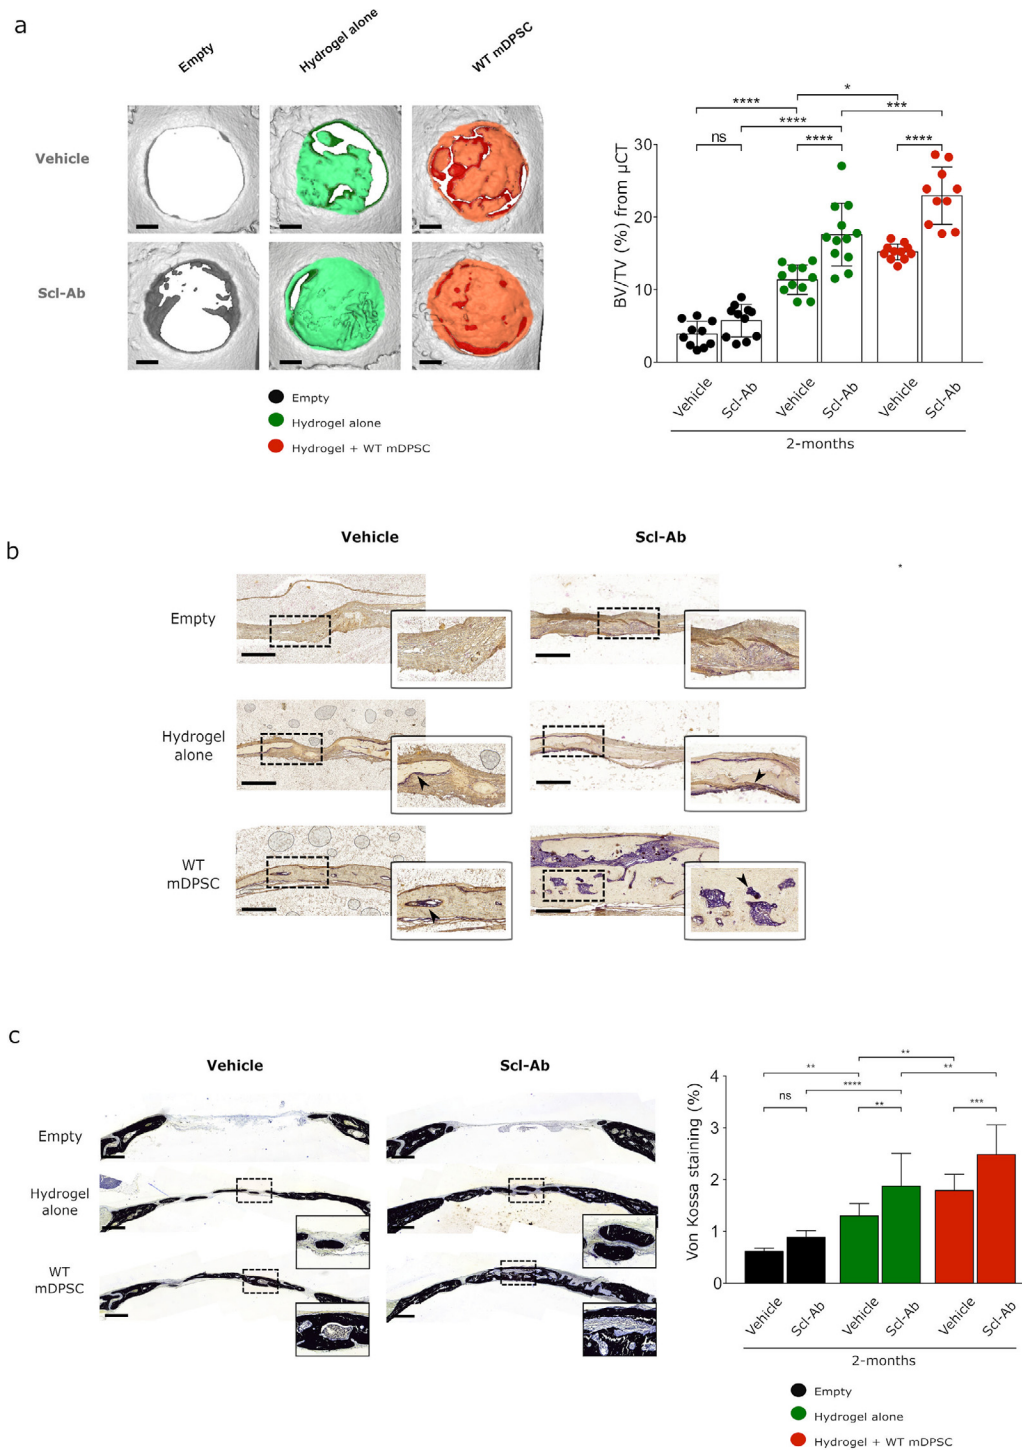 a
Empty
Hydrogel alone
WT mDPSC
Vehicle
Scl-Ab
Empty
Hydrogel alone
Hydrogel + WT mDPSC
BV/TV (%) from µCT
30
20
10
0
ns
****
****
****
*
***
****
Vehicle
Scl-Ab
Vehicle
Scl-Ab
Vehicle
Scl-Ab
2-months
b
Vehicle
Scl-Ab
*
Empty
Hydrogel
alone
WT
mDPSC
c
Vehicle
Scl-Ab
Empty
Hydrogel
alone
WT
mDPSC
Von Kossa staining (%)
4
3
2
1
0
ns
**
****
**
**
**
***
Vehicle
Scl-Ab
Vehicle
Scl-Ab
Vehicle
Scl-Ab
2-months
Empty
Hydrogel alone
Hydrogel + WT mDPSC